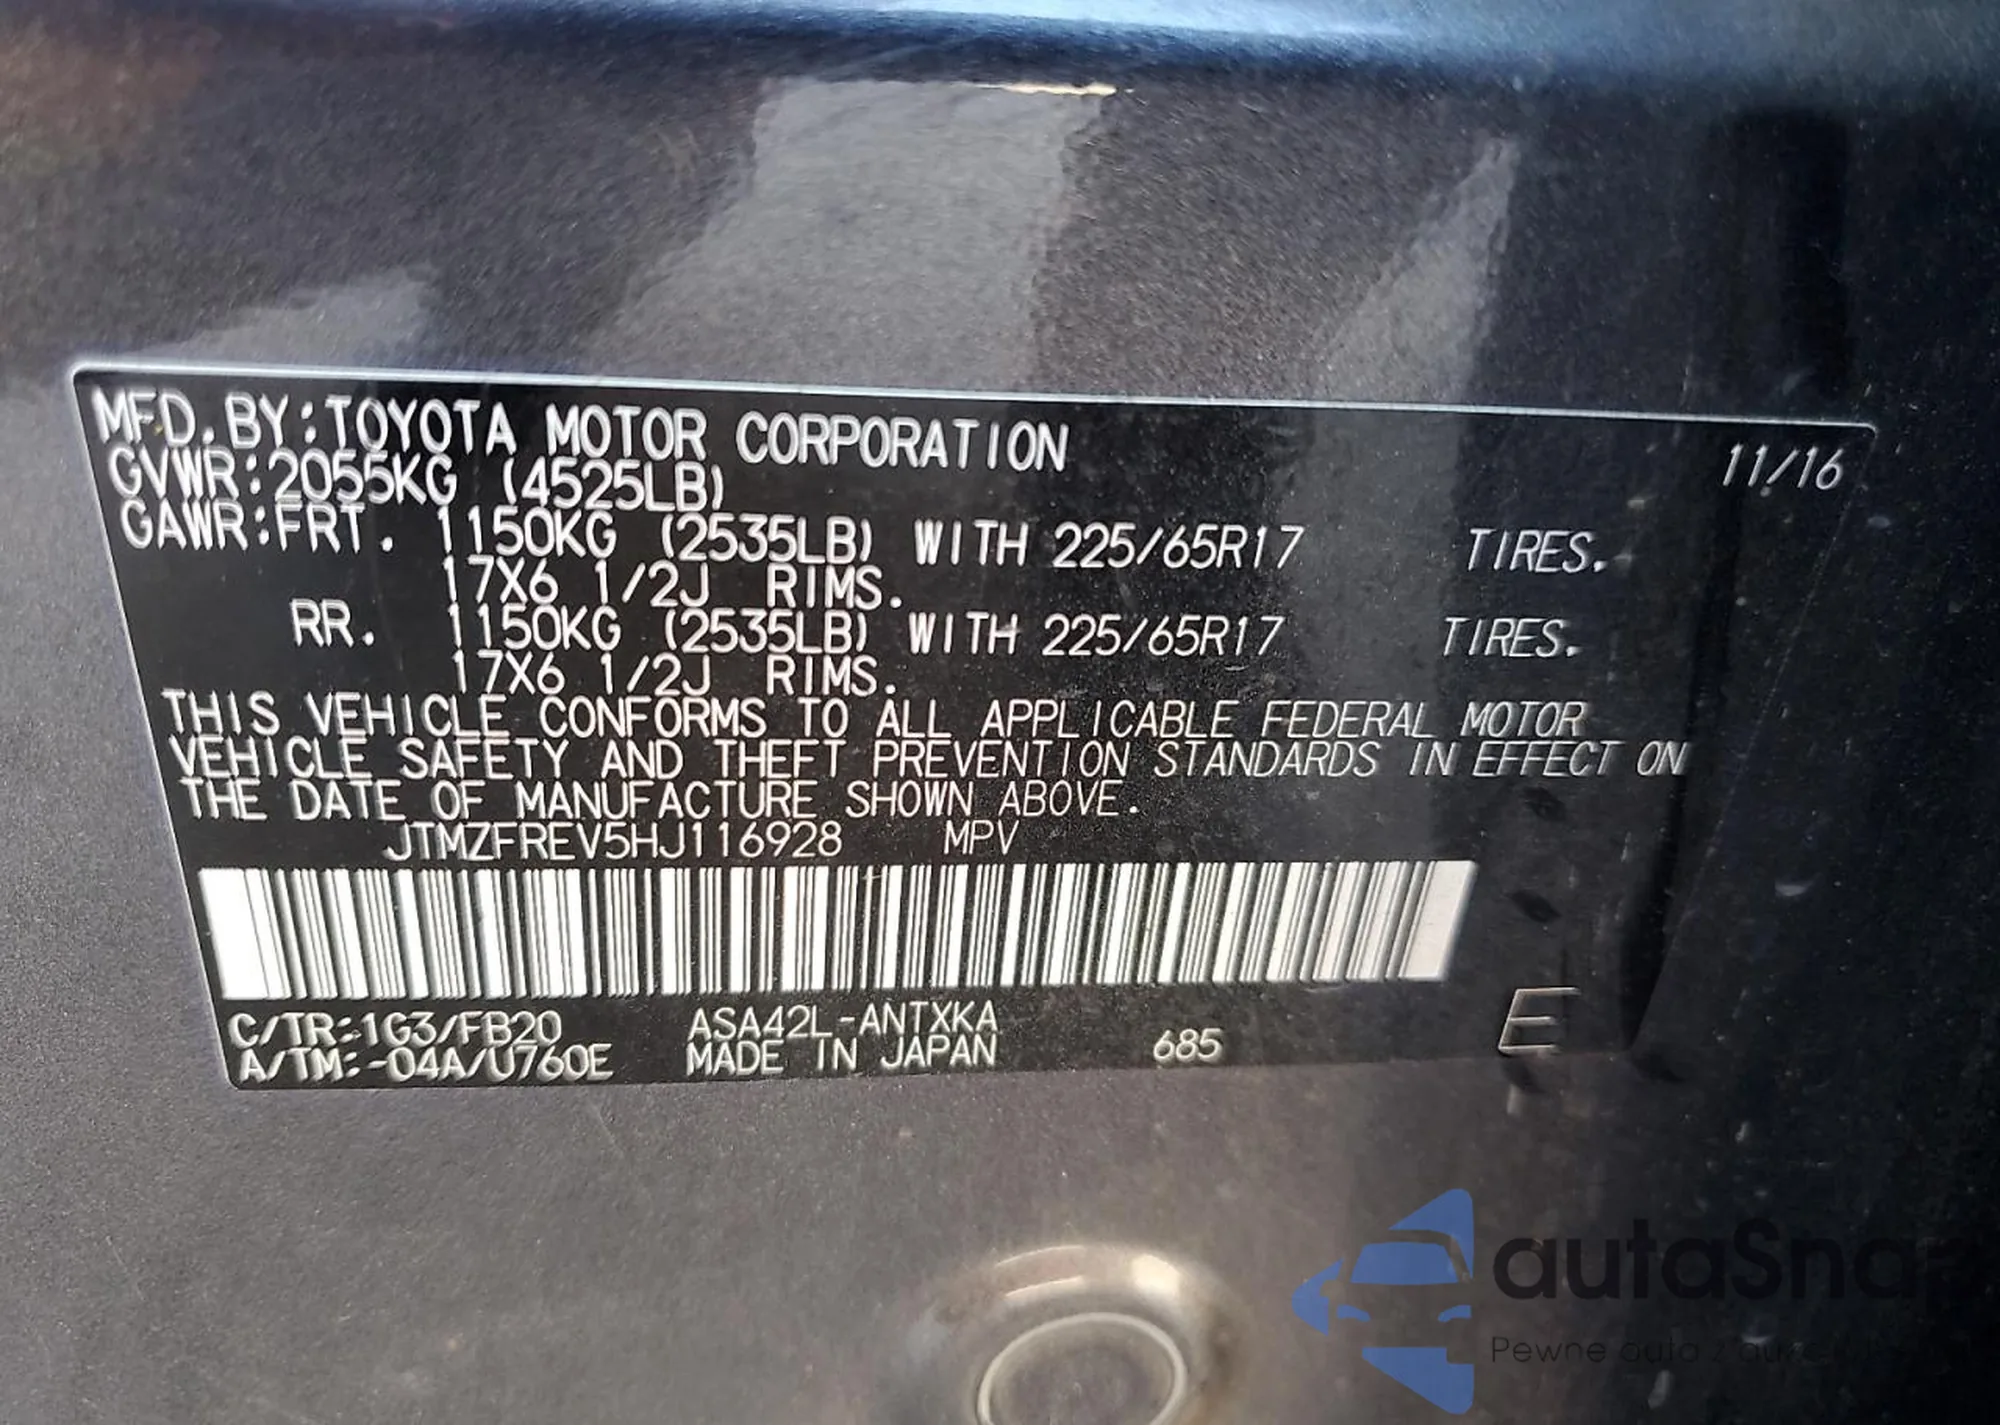 MFD. BY: TOYOTA MOTOR CORPORATION 11/16
GVWR: 2055KG (4525LB)
GAWR: FRT. 1150KG (2535LB) WITH 225/65R17 TIRES.
17X6 1/2J RIMS.
RR. 1150KG (2535LB) WITH 225/65R17 TIRES.
17X6 1/2J RIMS.
THIS VEHICLE CONFORMS TO ALL APPLICABLE FEDERAL MOTOR
VEHICLE SAFETY AND THEFT PREVENTION STANDARDS IN EFFECT ON
THE DATE OF MANUFACTURE SHOWN ABOVE.
JTMZFREV5HJ116928 MPV
C/TR: 1G3/FB20 ASA42L-ANTXKA
A/TM: -04A/U760E MADE IN JAPAN 685 E
autaSnap
Pewne auta z